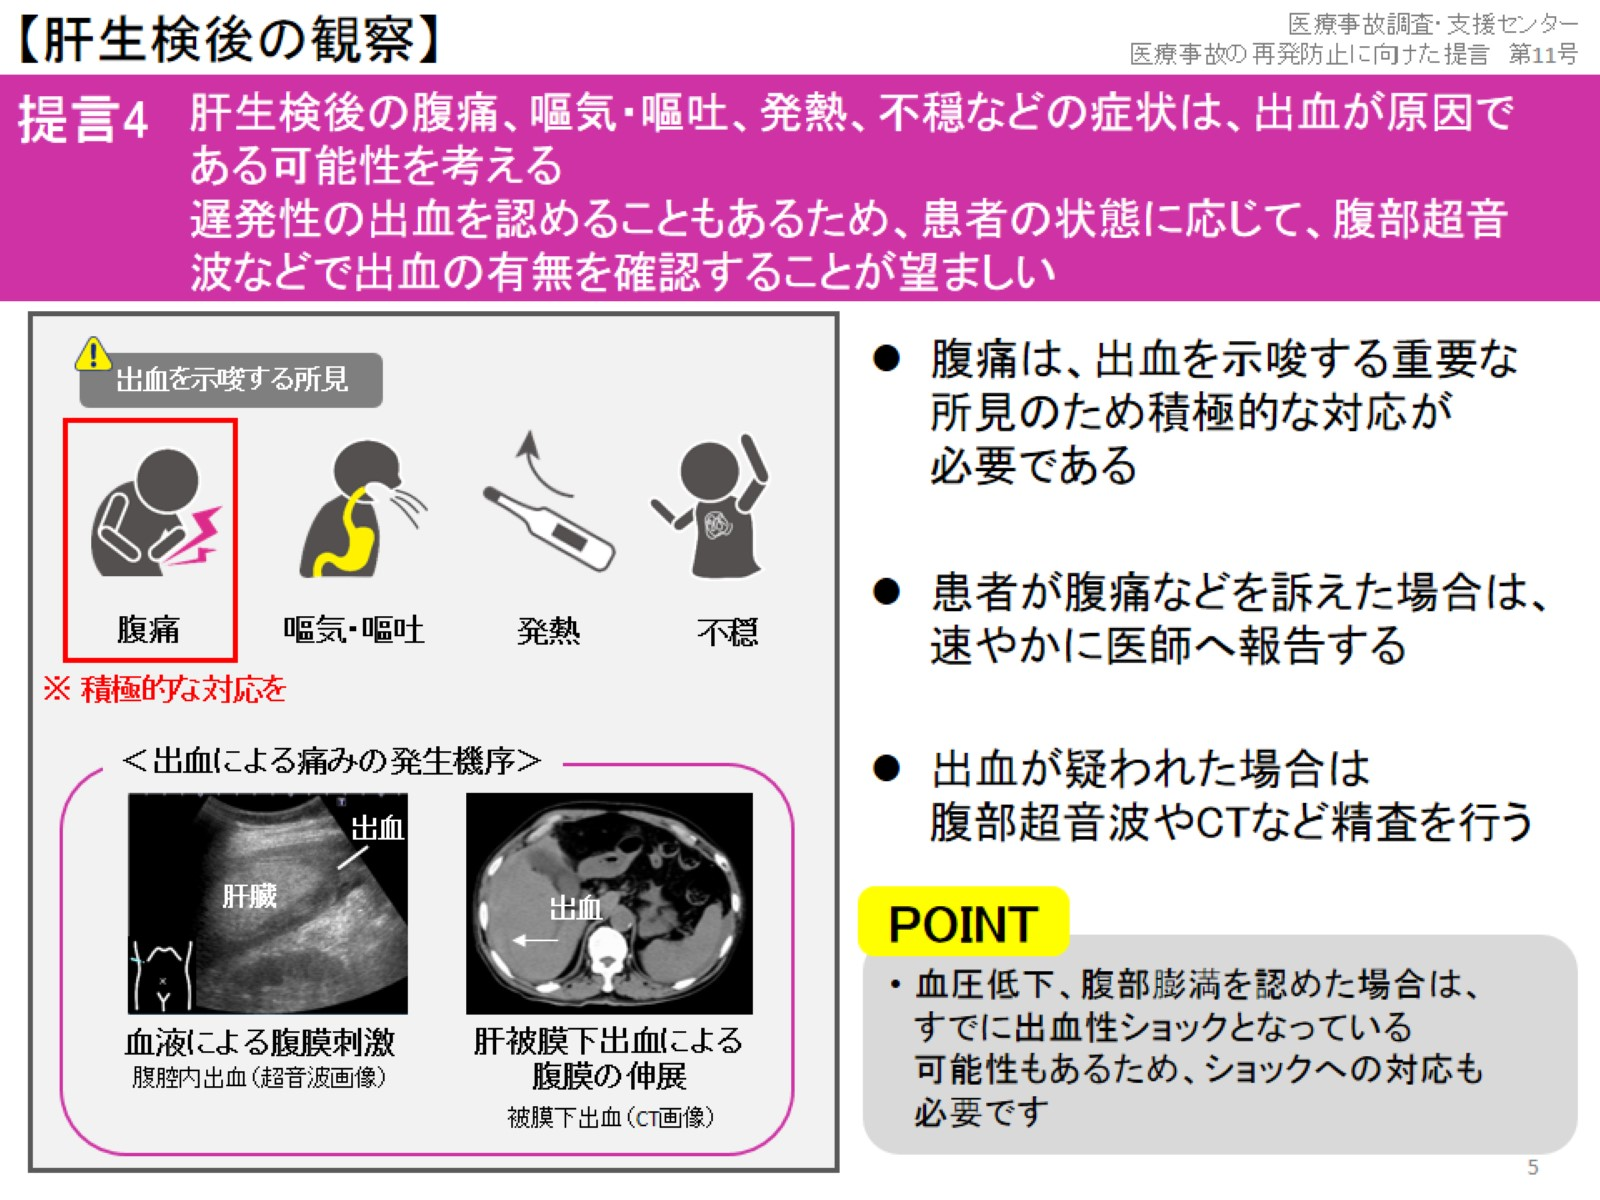 【肝生検後の観察】
医療事故調査・支援センター
医療事故の再発防止に向けた提言　第11号
提言4
肝生検後の腹痛、嘔気・嘔吐、発熱、不穏などの症状は、出血が原因で
ある可能性を考える
遅発性の出血を認めることもあるため、患者の状態に応じて、腹部超音
波などで出血の有無を確認することが望ましい
出血を示唆する所見
腹痛
嘔気・嘔吐
発熱
不穏
※ 積極的な対応を
＜出血による痛みの発生機序＞
出血
肝臓
出血
血液による腹膜刺激
腹腔内出血（超音波画像）
肝被膜下出血による
腹膜の伸展
被膜下出血（CT画像）
● 腹痛は、出血を示唆する重要な
所見のため積極的な対応が
必要である
● 患者が腹痛などを訴えた場合は、
速やかに医師へ報告する
● 出血が疑われた場合は
腹部超音波やCTなど精査を行う
POINT
・血圧低下、腹部膨満を認めた場合は、
すでに出血性ショックとなっている
可能性もあるため、ショックへの対応も
必要です
5